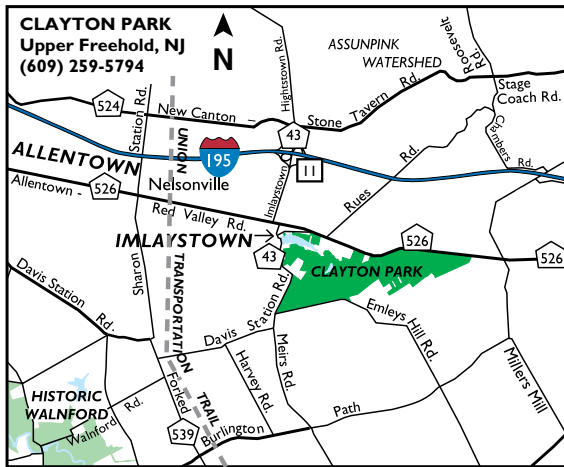 CLAYTON PARK
Upper Freehold, NJ
(609) 259-5794
N
ASSUNPINK
WATERSHED
Roosevelt
Rd.
Hightstown Rd.
Stage
Coach Rd.
524
New Canton -
Stone
Tavern
Rd.
Station Rd.
43
UNION
195
11
Chambers
Rd.
ALLENTOWN
Allentown -
526
Nelsonville
Imlaystown
Rues
Rd.
Red Valley Rd.
IMLAYSTOWN
526
526
43
CLAYTON PARK
Sharon
TRANSPORTATION
Davis Station
Rd.
Davis
Station Rd.
Emleys
Hill Rd.
Meirs Rd.
Harvey Rd.
Millers
Mill
HISTORIC
WALNFORD
Walnford
Rd.
Forked
TRAIL
539
Burlington
Path